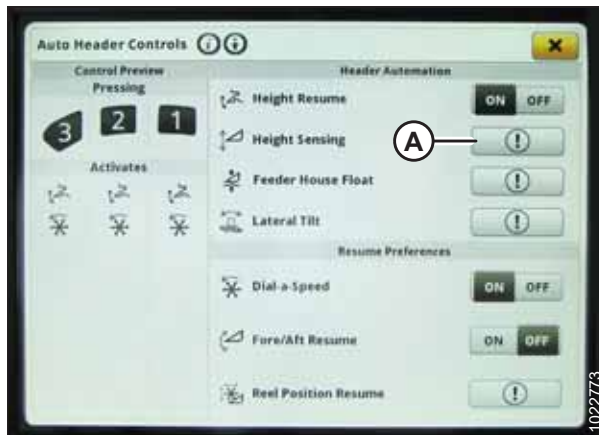 Auto Header Controls
Control Preview
Pressing
3 2 1
Activates
Header Automation
Height Resume ON OFF
Height Sensing
A
Feeder House Float
Lateral Tilt
Resume Preferences
Dial-a-Speed ON OFF
Fore/Aft Resume ON OFF
Reel Position Resume
1022773